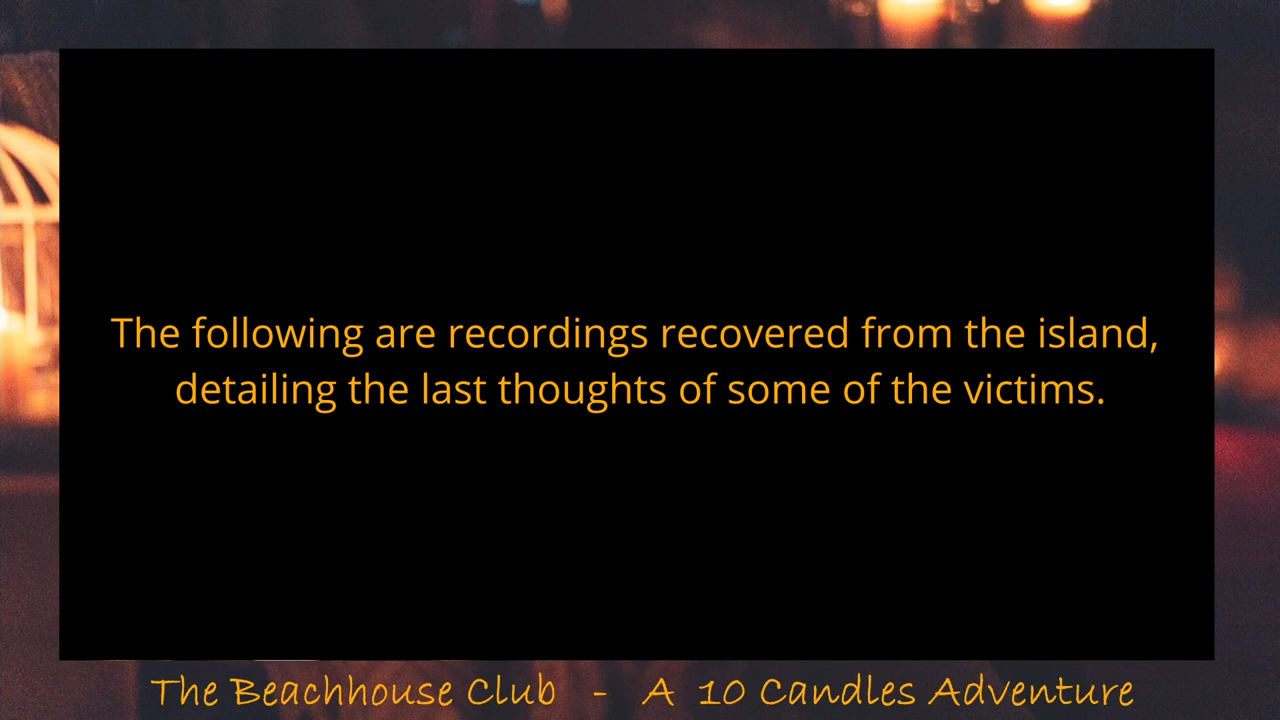 The following are recordings recovered from the island,
detailing the last thoughts of some of the victims.
The Beachhouse Club - A 10 Candles Adventure